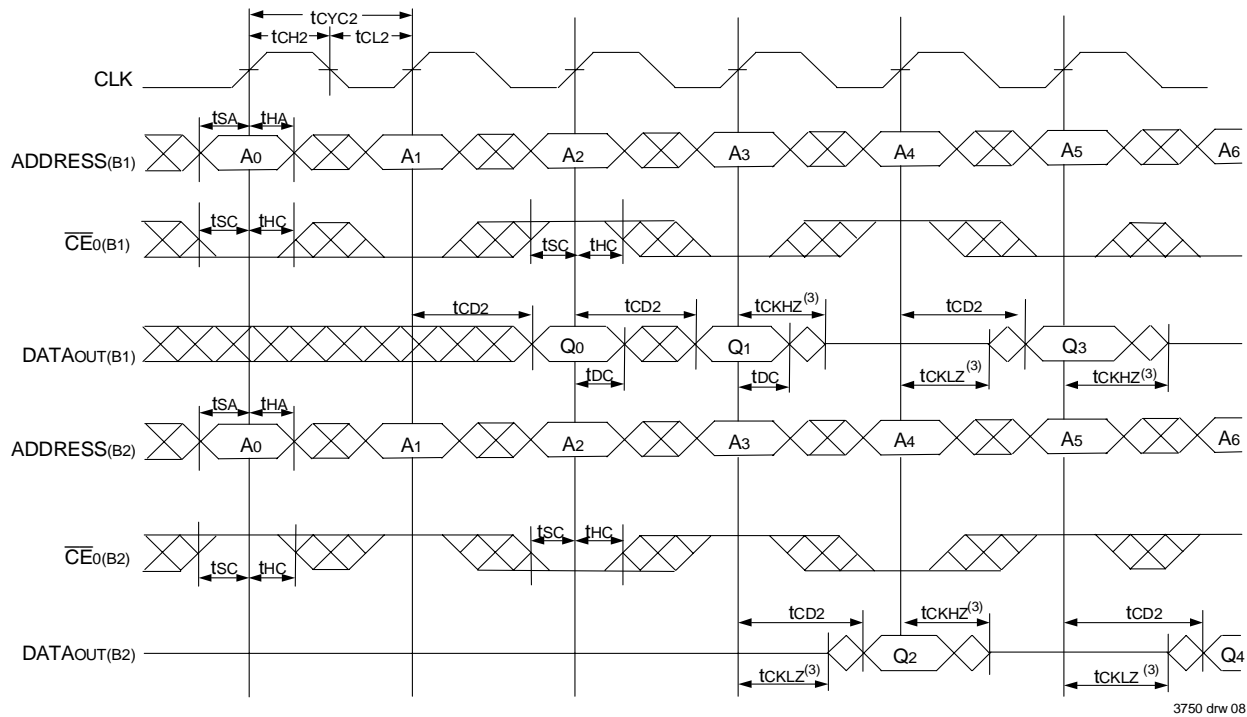 tCYC2
tCH2 tCL2
CLK
tSA tHA
ADDRESS(B1) A0 A1 A2 A3 A4 A5 A6
tSC tHC
CE0(B1) tSC tHC
tCD2 tCD2 tCKHZ(3) tCD2
DATAOUT(B1) Q0 Q1 Q3
tDC tDC tCKLZ(3) tCKHZ(3)
tSA tHA
ADDRESS(B2) A0 A1 A2 A3 A4 A5 A6
tSC tHC
CE0(B2)
tSC tHC
tCD2 tCKHZ(3) tCD2
DATAOUT(B2) Q2 Q4
tCKLZ(3) tCKLZ(3)
3750 drw 08